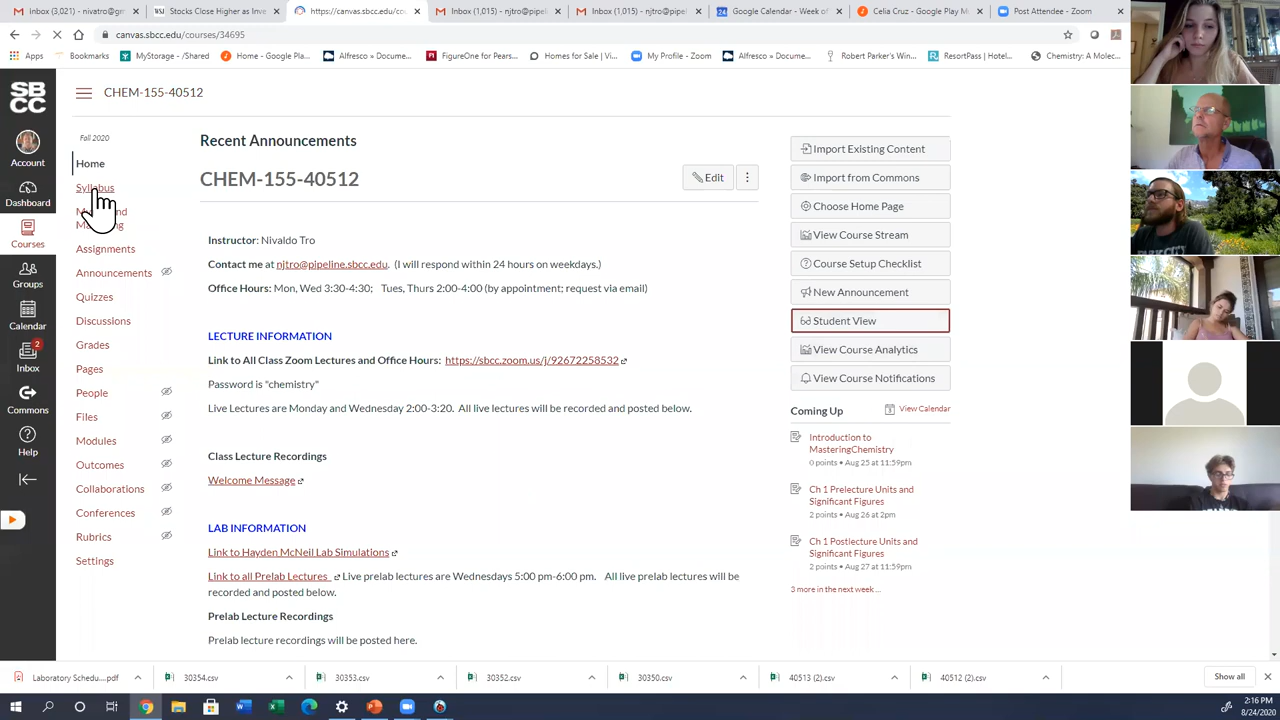 Inbox (3,021) - njtro@pipeline
Stocks Close Higher as Inve
https://canvas.sbcc.edu/co
Inbox (1,015) - njtro@pipel
Inbox (1,015) - njtro@pipel
Google Calendar - Week of
Celia Cruz - Google Play M
Post Attendee - Zoom
canvas.sbcc.edu/courses/34695
Apps
Bookmarks
MyStorage - /Shared
Home - Google Pla...
Alfresco » Docume...
FigureOne for Pears...
Homes for Sale | Vi...
My Profile - Zoom
Alfresco » Docume...
Robert Parker's Win...
ResortPass | Hotel...
Chemistry: A Molec...
SB
CC
Account
Dashboard
Courses
Groups
Calendar
2
Inbox
Commons
Help
CHEM-155-40512
Fall 2020
Home
Syllabus
Assignments
Announcements
Quizzes
Discussions
Grades
Pages
People
Files
Modules
Outcomes
Collaborations
Conferences
Rubrics
Settings
Recent Announcements
CHEM-155-40512
Edit
Instructor: Nivaldo Tro
Contact me at njtro@pipeline.sbcc.edu. (I will respond within 24 hours on weekdays.)
Office Hours: Mon, Wed 3:30-4:30; Tues, Thurs 2:00-4:00 (by appointment; request via email)
LECTURE INFORMATION
Link to All Class Zoom Lectures and Office Hours: https://sbcc.zoom.us/j/92672258532
Password is "chemistry"
Live Lectures are Monday and Wednesday 2:00-3:20. All live lectures will be recorded and posted below.
Class Lecture Recordings
Welcome Message
LAB INFORMATION
Link to Hayden McNeil Lab Simulations
Link to all Prelab Lectures Live prelab lectures are Wednesdays 5:00 pm-6:00 pm. All live prelab lectures will be
recorded and posted below.
Prelab Lecture Recordings
Prelab lecture recordings will be posted here.
Import Existing Content
Import from Commons
Choose Home Page
View Course Stream
Course Setup Checklist
New Announcement
Student View
View Course Analytics
View Course Notifications
Coming Up
View Calendar
Introduction to
MasteringChemistry
0 points • Aug 25 at 11:59pm
Ch 1 Prelecture Units and
Significant Figures
2 points • Aug 26 at 2pm
Ch 1 Postlecture Units and
Significant Figures
2 points • Aug 27 at 11:59pm
3 more in the next week ...
Laboratory Schedu....pdf
30354.csv
30353.csv
30352.csv
30350.csv
40513 (2).csv
40512 (2).csv
Show all
2:16 PM
8/24/2020